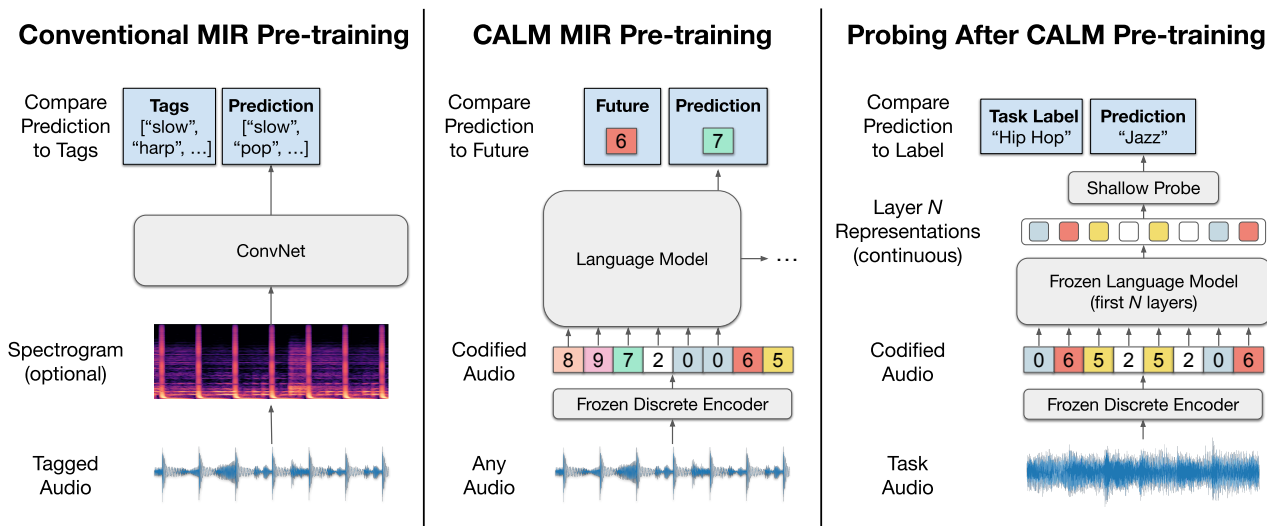 Conventional MIR Pre-training
Compare
Prediction
to Tags
Tags
["slow",
"harp", …]
Prediction
["slow",
"pop", …]
ConvNet
Spectrogram
(optional)
Tagged
Audio
CALM MIR Pre-training
Compare
Prediction
to Future
Future
6
Prediction
7
Language Model
…
Codified
Audio
8 9 7 2 0 0 6 5
Frozen Discrete Encoder
Any
Audio
Probing After CALM Pre-training
Compare
Prediction
to Label
Task Label
"Hip Hop"
Prediction
"Jazz"
Shallow Probe
Layer N
Representations
(continuous)
Frozen Language Model
(first N layers)
Codified
Audio
0 6 5 2 5 2 0 6
Frozen Discrete Encoder
Task
Audio